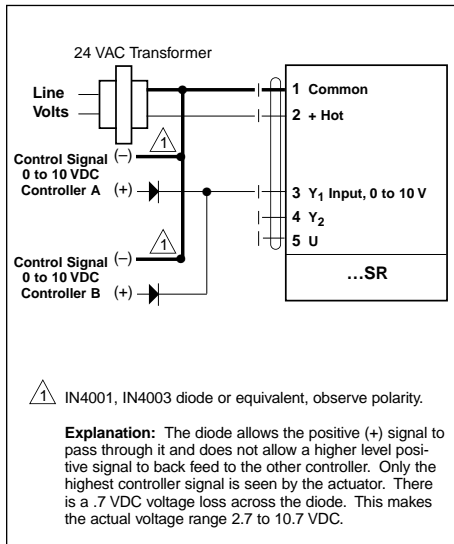 24 VAC Transformer
Line
Volts
1 Common
2 + Hot
1
Control Signal (–)
0 to 10 VDC
Controller A (+)
3 Y1 Input, 0 to 10 V
4 Y2
5 U
1
Control Signal (–)
0 to 10 VDC
Controller B (+)
…SR
1 IN4001, IN4003 diode or equivalent, observe polarity.
Explanation: The diode allows the positive (+) signal to
pass through it and does not allow a higher level posi-
tive signal to back feed to the other controller. Only the
highest controller signal is seen by the actuator. There
is a .7 VDC voltage loss across the diode. This makes
the actual voltage range 2.7 to 10.7 VDC.